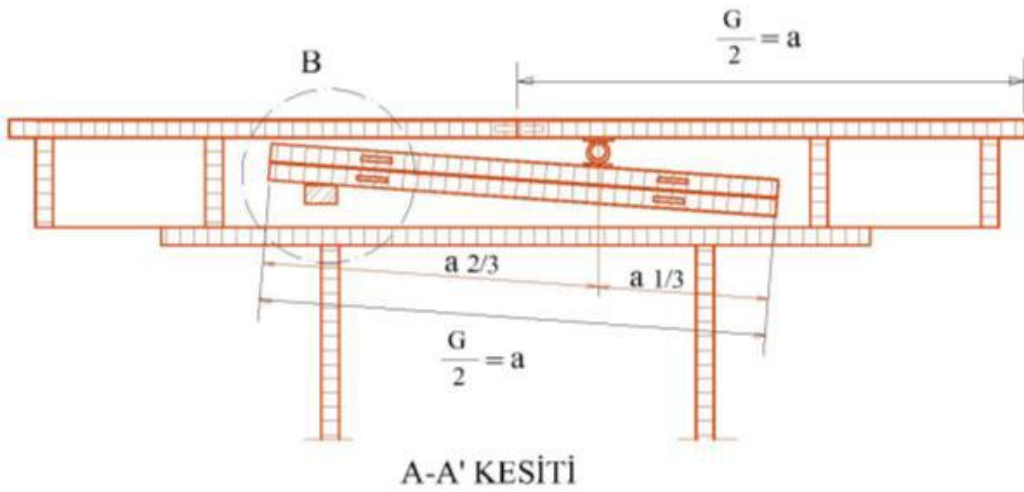 G/2 = a
B
a 2/3
a 1/3
G/2 = a
A-A' KESİTİ